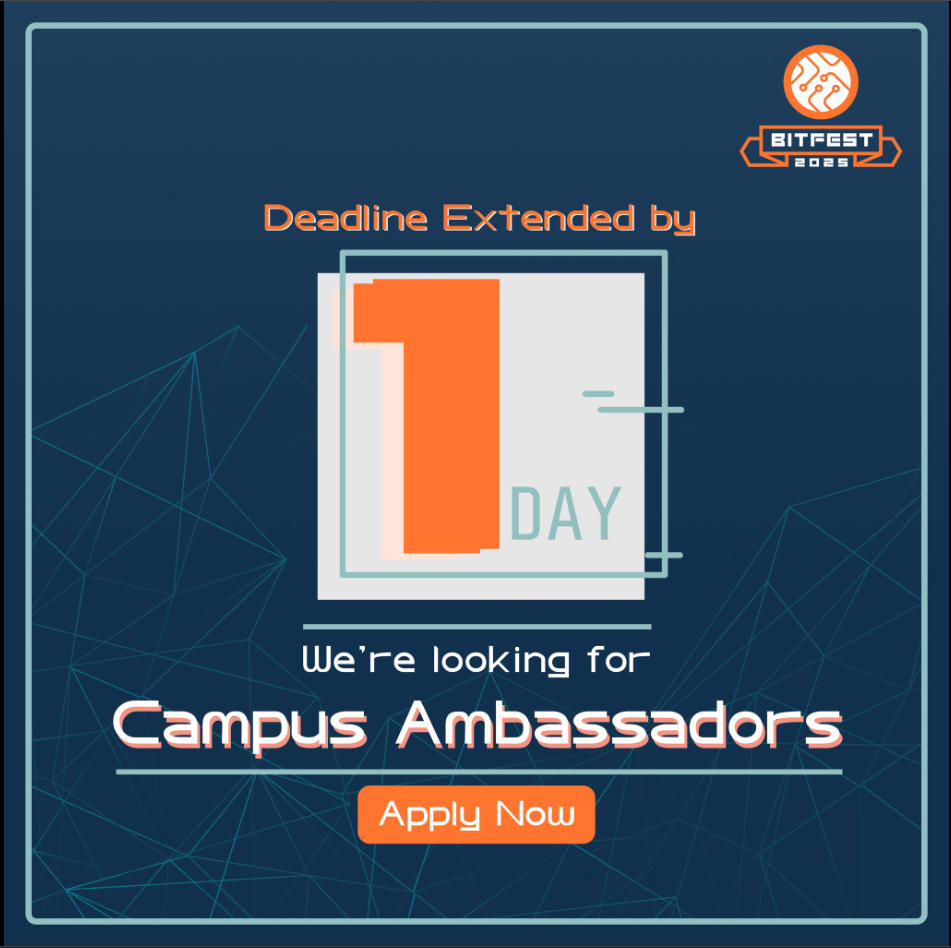 BITFEST
2025
Deadline Extended by
1
DAY
We're looking for
Campus Ambassadors
Apply Now